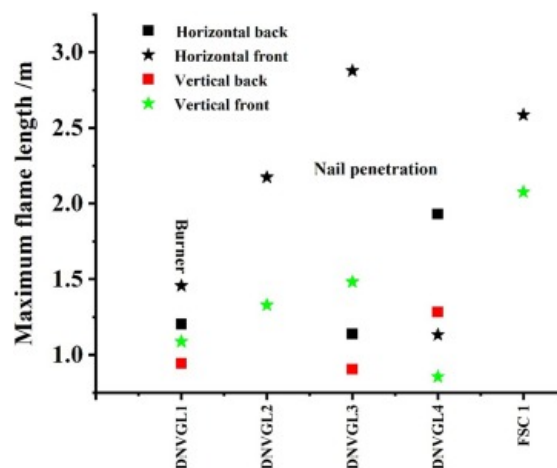 Horizontal back
Horizontal front
Vertical back
Vertical front
Maximum flame length /m
3.0
2.5
2.0
1.5
1.0
Nail penetration
Burner
DNVGL1
DNVGL2
DNVGL3
DNVGL4
FSC 1